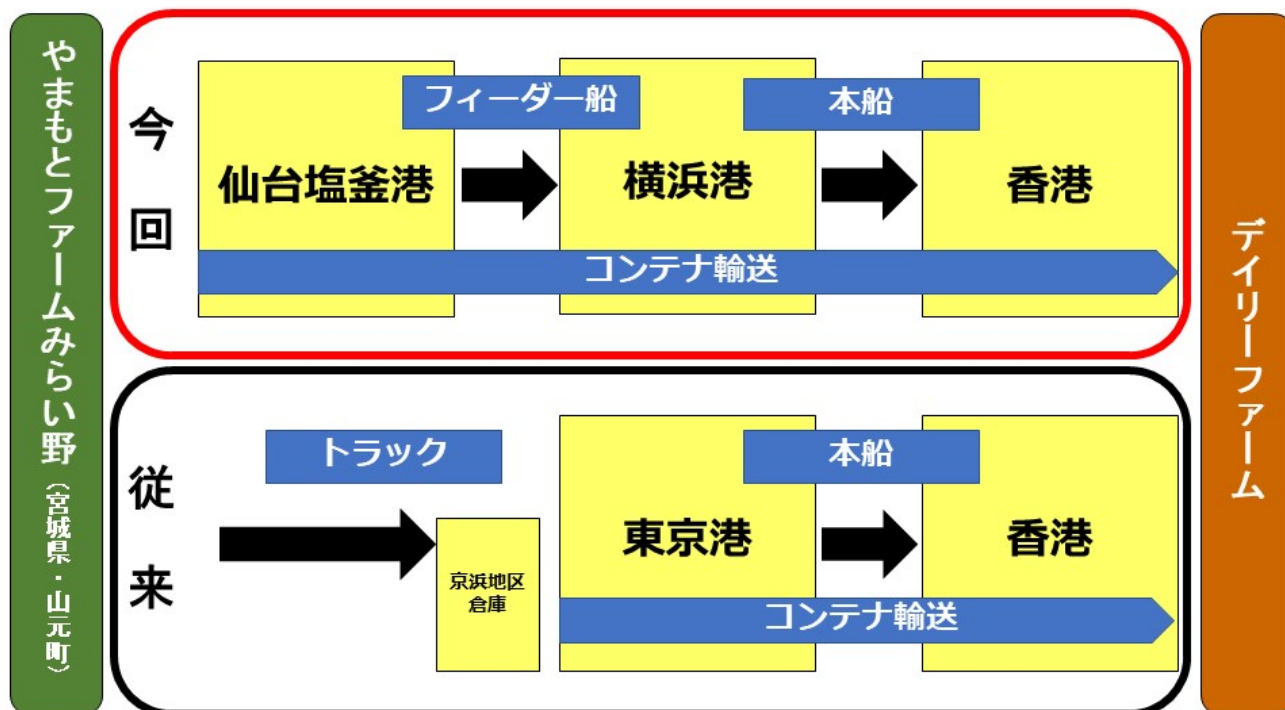 やまもとファームみらい野（宮城県・山元町）
今回
フィーダー船
本船
仙台塩釜港
横浜港
香港
コンテナ輸送
従来
トラック
本船
京浜地区
倉庫
東京港
香港
コンテナ輸送
デイリーファーム